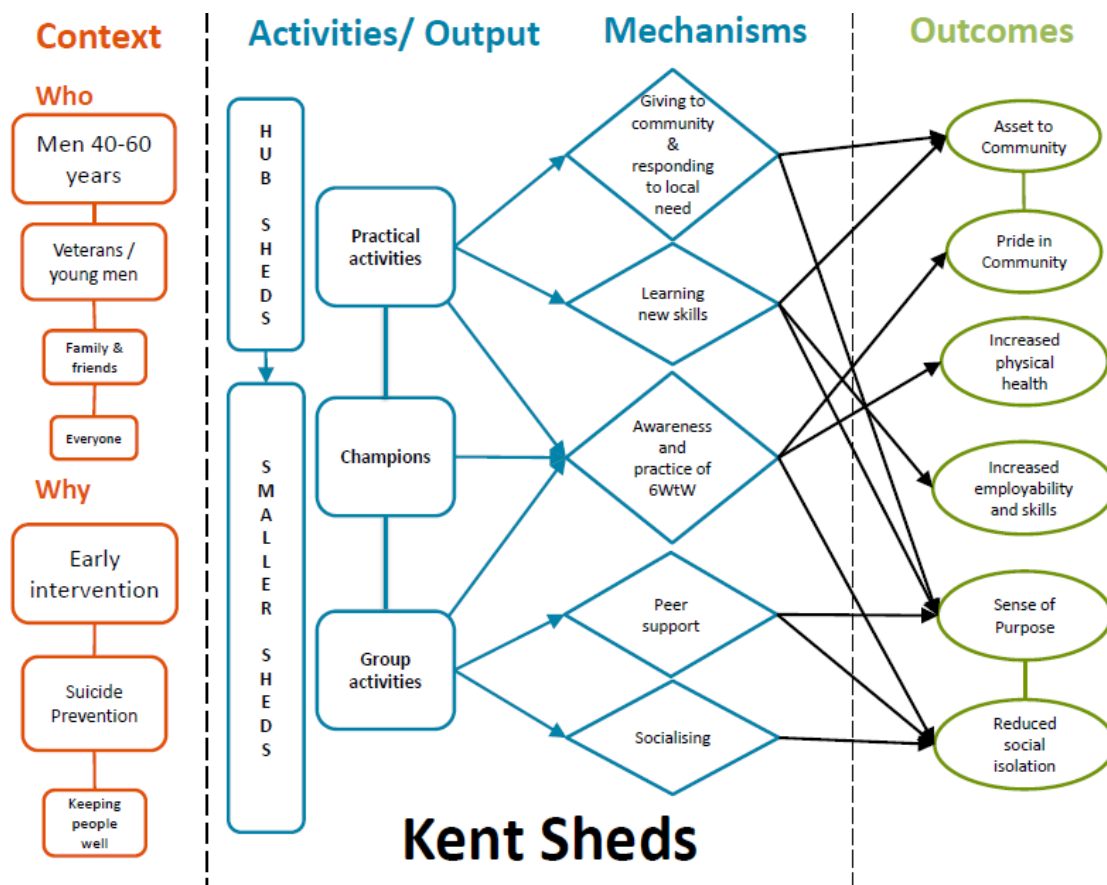 Context
Activities/ Output
Mechanisms
Outcomes
Who
Men 40-60
years
Veterans /
young men
Family &
friends
Everyone
Why
Early
intervention
Suicide
Prevention
Keeping
people
well
H
U
B
S
H
E
D
S
S
M
A
L
L
E
R
S
H
E
D
S
Practical
activities
Champions
Group
activities
Giving to
community
&
responding
to local
need
Learning
new skills
Awareness
and
practice of
6WtW
Peer
support
Socialising
Asset to
Community
Pride in
Community
Increased
physical
health
Increased
employability
and skills
Sense of
Purpose
Reduced
social
isolation
Kent Sheds